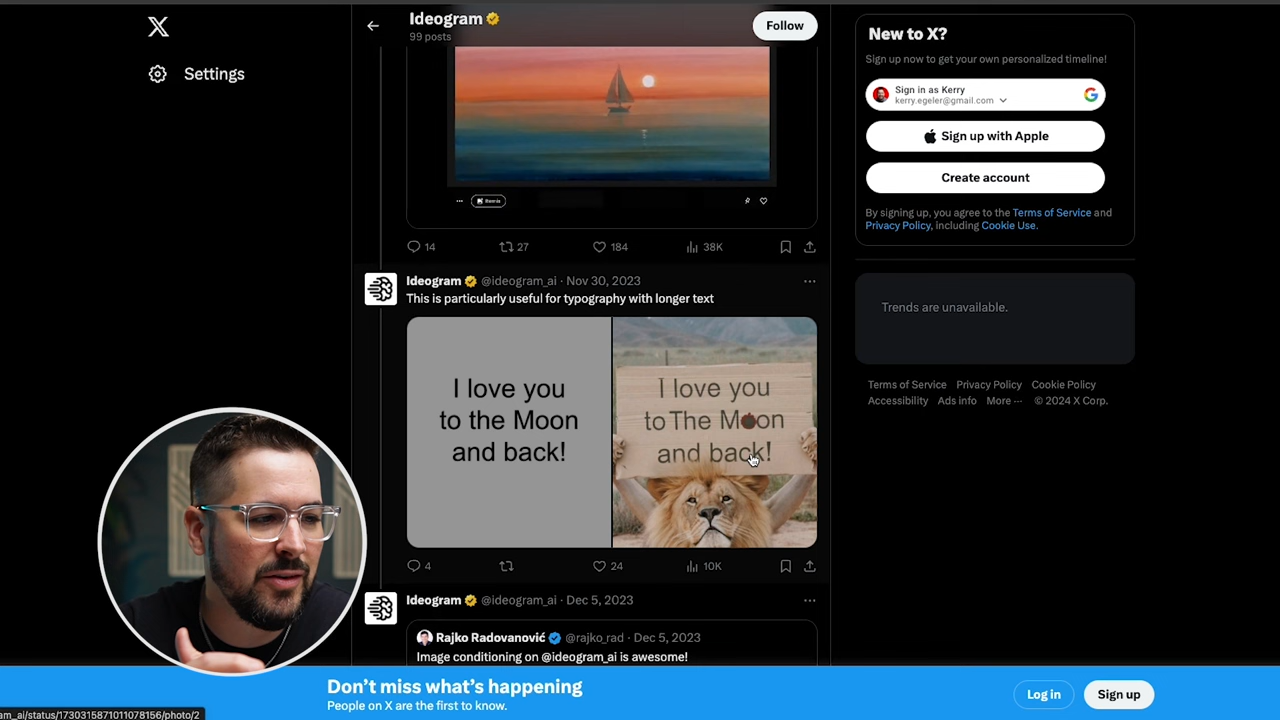 Settings
Ideogram
99 posts
Follow
Remix
14
27
184
38K
Ideogram @ideogram_ai · Nov 30, 2023
This is particularly useful for typography with longer text
I love you
to the Moon
and back!
I love you
to The Moon
and back!
4
24
10K
Ideogram @ideogram_ai · Dec 5, 2023
Rajko Radovanović @rajko_rad · Dec 5, 2023
Image conditioning on @ideogram_ai is awesome!
New to X?
Sign up now to get your own personalized timeline!
Sign in as Kerry
kerry.egeler@gmail.com
Sign up with Apple
Create account
By signing up, you agree to the Terms of Service and
Privacy Policy, including Cookie Use.
Trends are unavailable.
Terms of Service Privacy Policy Cookie Policy
Accessibility Ads info More ··· © 2024 X Corp.
Don’t miss what’s happening
People on X are the first to know.
Log in
Sign up
am_ai/status/1730315871011078156/photo/2